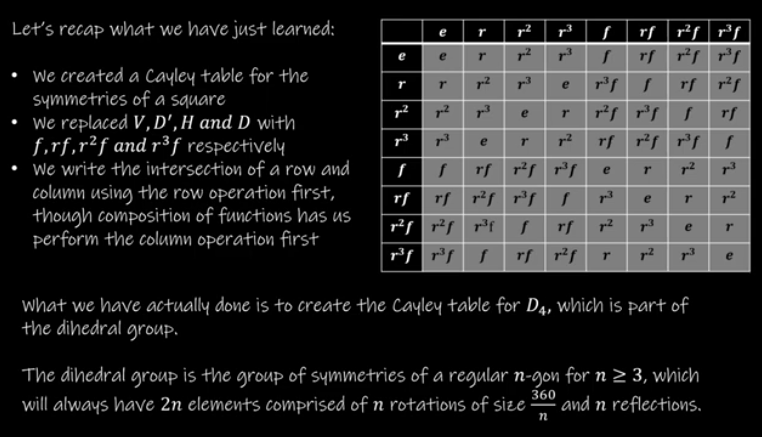 Let's recap what we have just learned:
• We created a Cayley table for the
symmetries of a square
• We replaced V, D', H and D with
f, rf, r²f and r³f respectively
• We write the intersection of a row and
column using the row operation first,
though composition of functions has us
perform the column operation first
e r r² r³ f rf r²f r³f
e e r r² r³ f rf r²f r³f
r r r² r³ e r³f f rf r²f
r² r² r³ e r r²f r³f f rf
r³ r³ e r r² rf r²f r³f f
f f rf r²f r³f e r r² r³
rf rf r²f r³f f r³ e r r²
r²f r²f r³f f rf r² r³ e r
r³f r³f f rf r²f r r² r³ e
What we have actually done is to create the Cayley table for D₄, which is part of
the dihedral group.
The dihedral group is the group of symmetries of a regular n-gon for n ≥ 3, which
will always have 2n elements comprised of n rotations of size 360/n and n reflections.